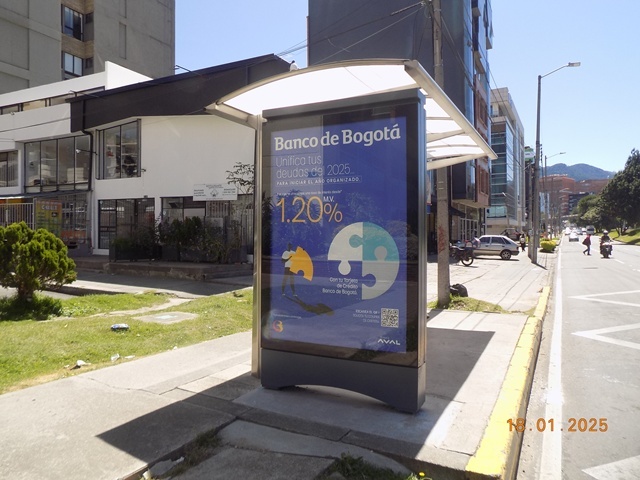 Banco de Bogotá
Unifica tus
deudas del 2025...
PARA INICIAR EL AÑO ORGANIZADO.
1.20% M.V.
Con tu Tarjeta
de Crédito
Banco de Bogotá.
AVAL
18.01.2025